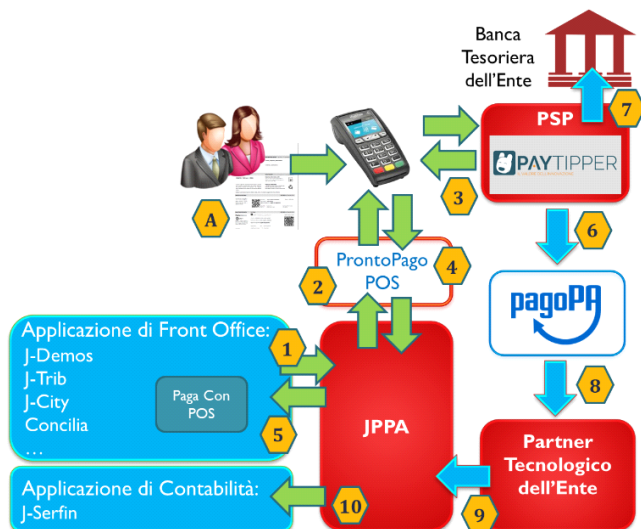 Banca
Tesoriera
dell'Ente
7
PSP
PAYTIPPER
3
A
6
2
ProntoPago
POS
4
pagoPA
Applicazione di Front Office:
J-Demos
J-Trib
J-City
Concilia
...
1
Paga Con
POS
5
JPPA
8
Partner
Tecnologico
dell'Ente
Applicazione di Contabilità:
J-Serfin
10
9